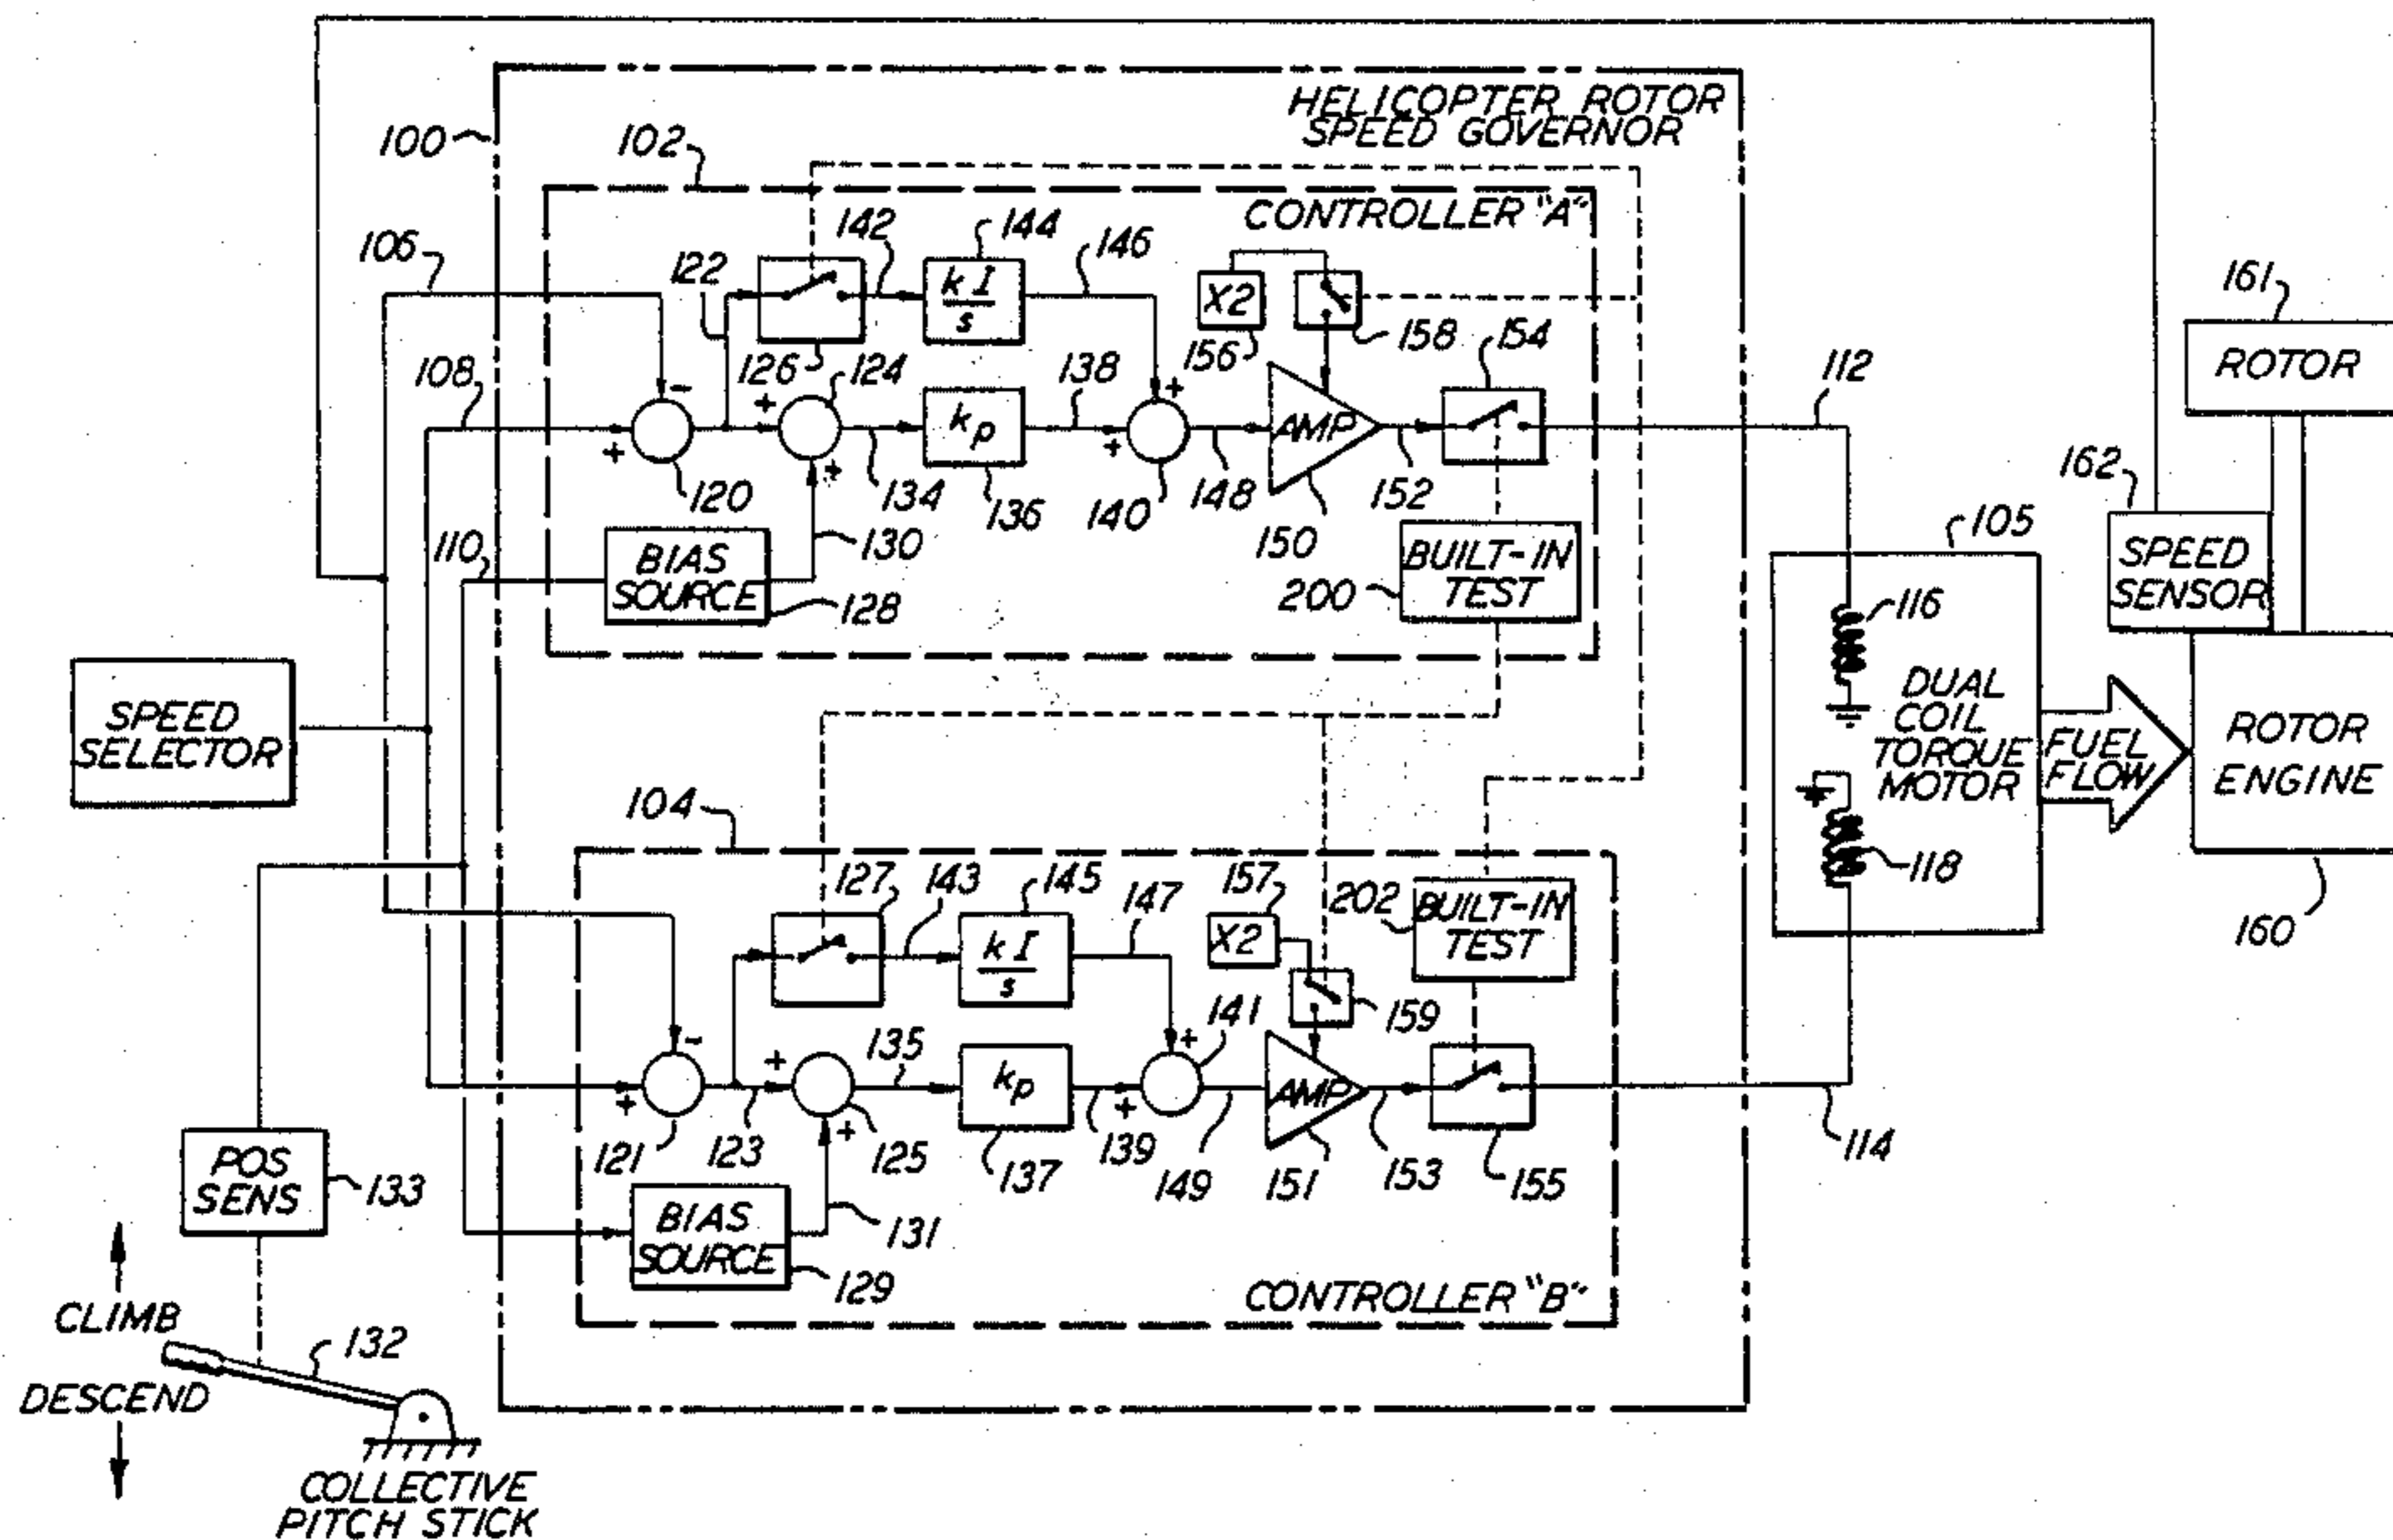 HELICOPTER ROTOR
SPEED GOVERNOR
100
102
CONTROLLER "A"
106
122
142
144
146
k I
s
X2
156
158
154
108
126
124
138
112
161
ROTOR
-
+
+
+
kp
+
+
AMP
162
120
134
136
140
148
150
152
105
110
BIAS
SOURCE
130
128
BUILT-IN
TEST
200
SPEED
SENSOR
116
SPEED
SELECTOR
DUAL
COIL
TORQUE
MOTOR
FUEL
FLOW
ROTOR
ENGINE
104
127
143
145
147
157
202
BUILT-IN
TEST
118
160
k I
s
X2
159
-
+
+
+
135
kp
+
+
141
AMP
121
123
125
137
139
149
151
153
155
114
POS
SENS
133
BIAS
SOURCE
131
129
CONTROLLER "B"
CLIMB
132
DESCEND
COLLECTIVE
PITCH STICK